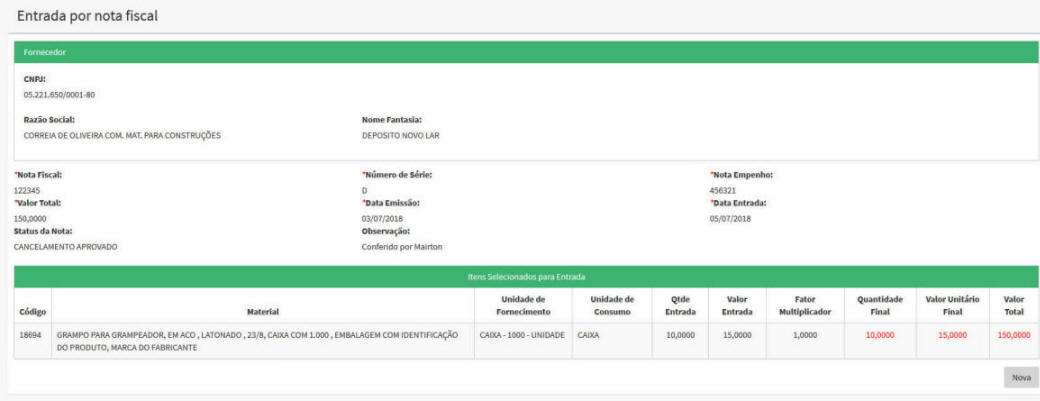 Entrada por nota fiscal
Fornecedor
CNPJ:
05.221.650/0001-80
Razão Social: Nome Fantasia:
CORREIA DE OLIVEIRA COM. MAT. PARA CONSTRUÇÕES DEPOSITO NOVO LAR
*Nota Fiscal: *Número de Série: *Nota Empenho:
122345 D 456321
*Valor Total: *Data Emissão: *Data Entrada:
150,0000 03/07/2018 05/07/2018
Status da Nota: Observação:
CANCELAMENTO APROVADO Conferido por Mairton
Itens Selecionados para Entrada
Código Material Unidade de Fornecimento Unidade de Consumo Qtde Entrada Valor Entrada Fator Multiplicador Quantidade Final Valor Unitário Final Valor Total
18694 GRAMPO PARA GRAMPEADOR, EM ACO , LATONADO , 23/8, CAIXA COM 1.000 , EMBALAGEM COM IDENTIFICAÇÃO CAIXA - 1000 - UNIDADE CAIXA 10,0000 15,0000 1,0000 10,0000 15,0000 150,0000
DO PRODUTO, MARCA DO FABRICANTE
Nova